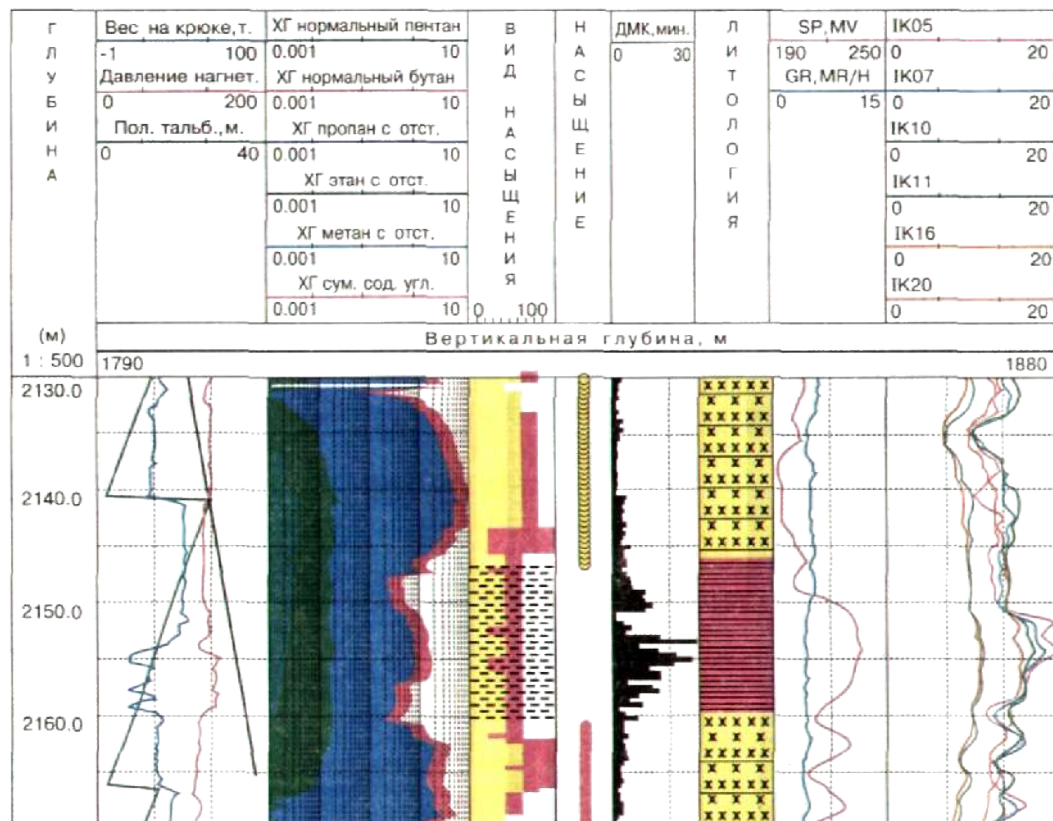 ГЛУБИНА
(м)
1 : 500
Вес на крюке,т.
-1 100
Давление нагнет.
0 200
Пол. тальб.,м.
0 40
ХГ нормальный пентан
0.001 10
ХГ нормальный бутан
0.001 10
ХГ пропан с отст.
0.001 10
ХГ этан с отст.
0.001 10
ХГ метан с отст.
0.001 10
ХГ сум. сод. угл.
0.001 10
ВИД НАСЫЩЕНИЯ
0 100
НАСЫЩЕНИЕ
ДМК,мин.
0 30
ЛИТОЛОГИЯ
SP,MV
190 250
GR,MR/H
0 15
IK05
0 20
IK07
0 20
IK10
0 20
IK11
0 20
IK16
0 20
IK20
0 20
Вертикальная глубина, м
1790 1880
2130.0
2140.0
2150.0
2160.0